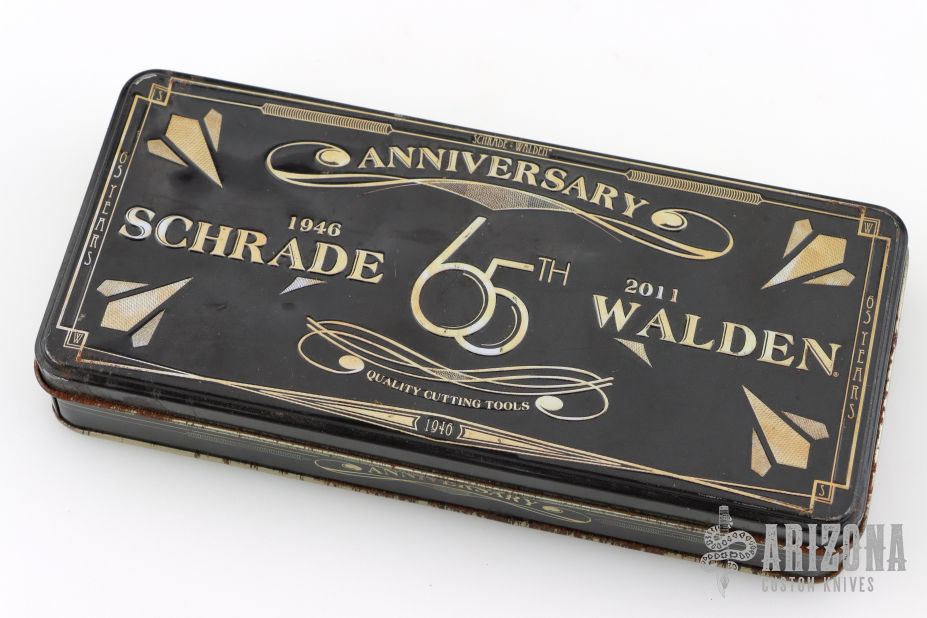 SCHRADE - WALDEN
S
65 YEARS
ANNIVERSARY
W
1946
SCHRADE
65TH
2011
WALDEN®
65 YEARS
W
QUALITY CUTTING TOOLS
1946
S
ANNIVERSARY
ARIZONA
CUSTOM KNIVES